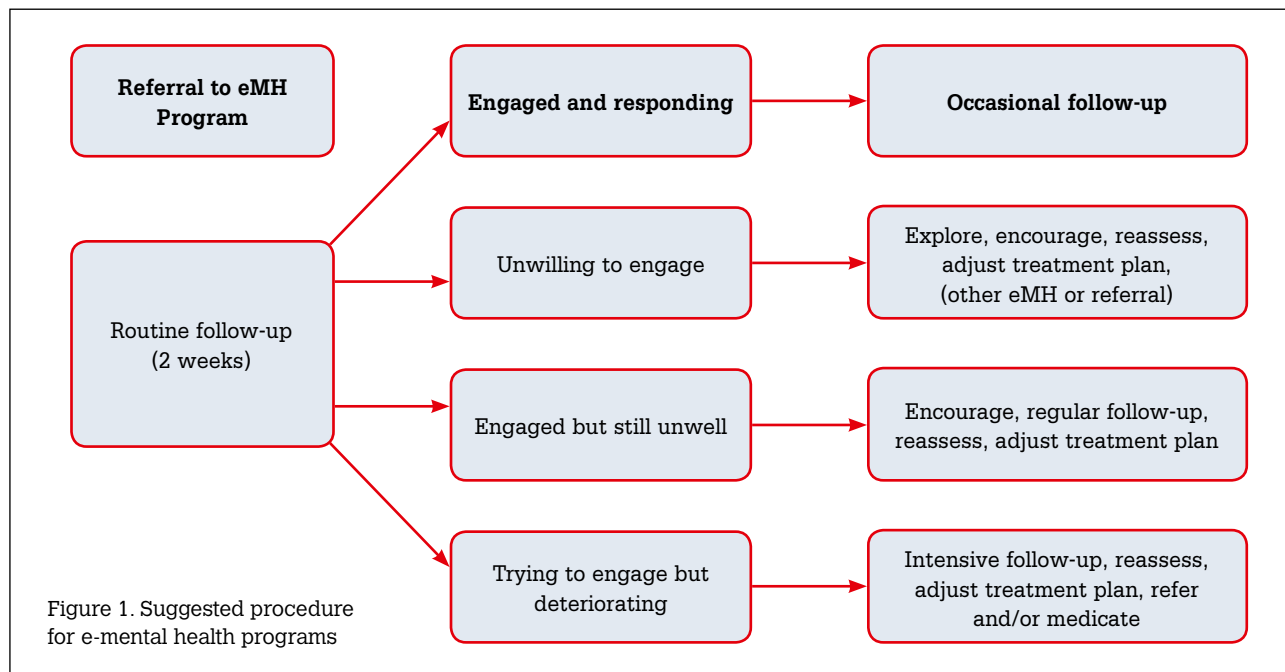 Referral to eMH
Program
Engaged and responding
Occasional follow-up
Routine follow-up
(2 weeks)
Unwilling to engage
Explore, encourage, reassess,
adjust treatment plan,
(other eMH or referral)
Engaged but still unwell
Encourage, regular follow-up,
reassess, adjust treatment plan
Trying to engage but
deteriorating
Intensive follow-up, reassess,
adjust treatment plan, refer
and/or medicate
Figure 1. Suggested procedure
for e-mental health programs